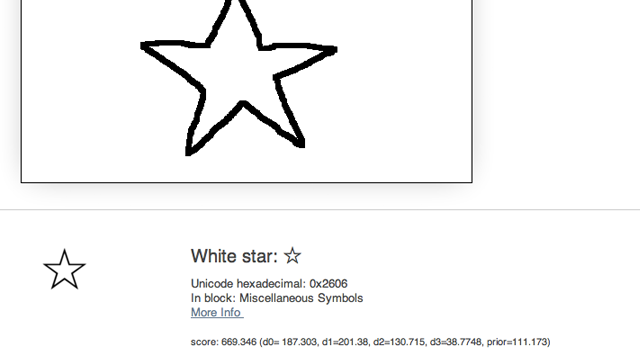 White star: ☆
Unicode hexadecimal: 0x2606
In block: Miscellaneous Symbols
More Info
score: 669.346 (d0= 187.303, d1=201.38, d2=130.715, d3=38.7748, prior=111.173)